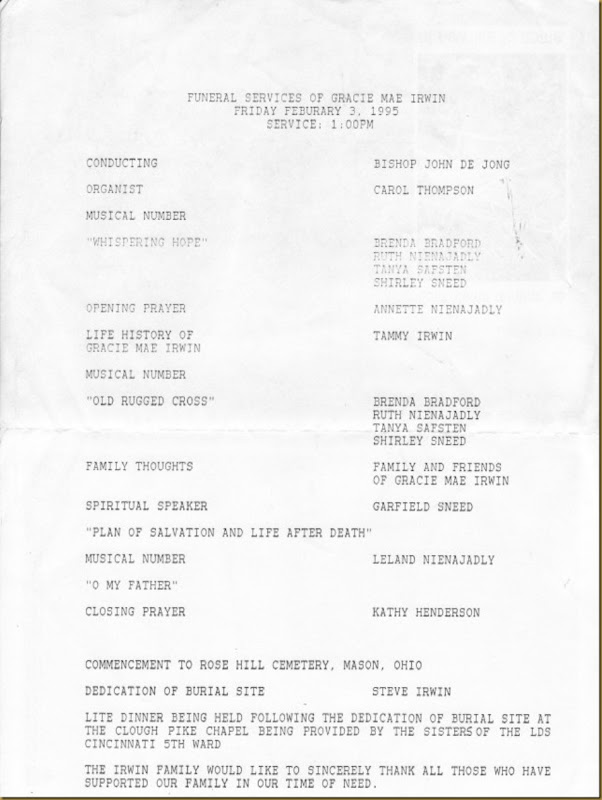 FUNERAL SERVICES OF GRACIE MAE IRWIN
FRIDAY FEBURARY 3, 1995
SERVICE: 1:00PM
CONDUCTING BISHOP JOHN DE JONG
ORGANIST CAROL THOMPSON
MUSICAL NUMBER
"WHISPERING HOPE" BRENDA BRADFORD
RUTH NIENAJADLY
TANYA SAFSTEN
SHIRLEY SNEED
OPENING PRAYER ANNETTE NIENAJADLY
LIFE HISTORY OF TAMMY IRWIN
GRACIE MAE IRWIN
MUSICAL NUMBER
"OLD RUGGED CROSS" BRENDA BRADFORD
RUTH NIENAJADLY
TANYA SAFSTEN
SHIRLEY SNEED
FAMILY THOUGHTS FAMILY AND FRIENDS
OF GRACIE MAE IRWIN
SPIRITUAL SPEAKER GARFIELD SNEED
"PLAN OF SALVATION AND LIFE AFTER DEATH"
MUSICAL NUMBER LELAND NIENAJADLY
"O MY FATHER"
CLOSING PRAYER KATHY HENDERSON
COMMENCEMENT TO ROSE HILL CEMETERY, MASON, OHIO
DEDICATION OF BURIAL SITE STEVE IRWIN
LITE DINNER BEING HELD FOLLOWING THE DEDICATION OF BURIAL SITE AT
THE CLOUGH PIKE CHAPEL BEING PROVIDED BY THE SISTERS OF THE LDS
CINCINNATI 5TH WARD
THE IRWIN FAMILY WOULD LIKE TO SINCERELY THANK ALL THOSE WHO HAVE
SUPPORTED OUR FAMILY IN OUR TIME OF NEED.